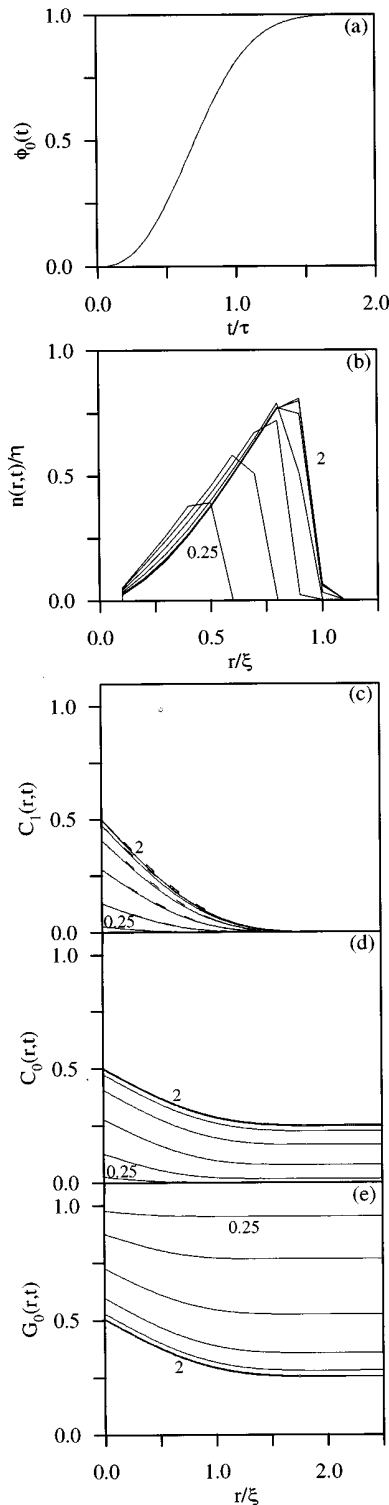 (a)
1.0
0.5
0.0
ϕ₀(t)
0.0 1.0 2.0
t/τ
(b)
1.0
0.5
0.0
n(r,t)/η
2
0.25
0.0 0.5 1.0
r/ξ
(c)
1.0
0.5
0.0
C₁(r,t)
2
0.25
(d)
1.0
0.5
0.0
C₀(r,t)
2
0.25
(e)
1.0
0.5
0.0
G₀(r,t)
0.25
2
0.0 1.0 2.0
r/ξ